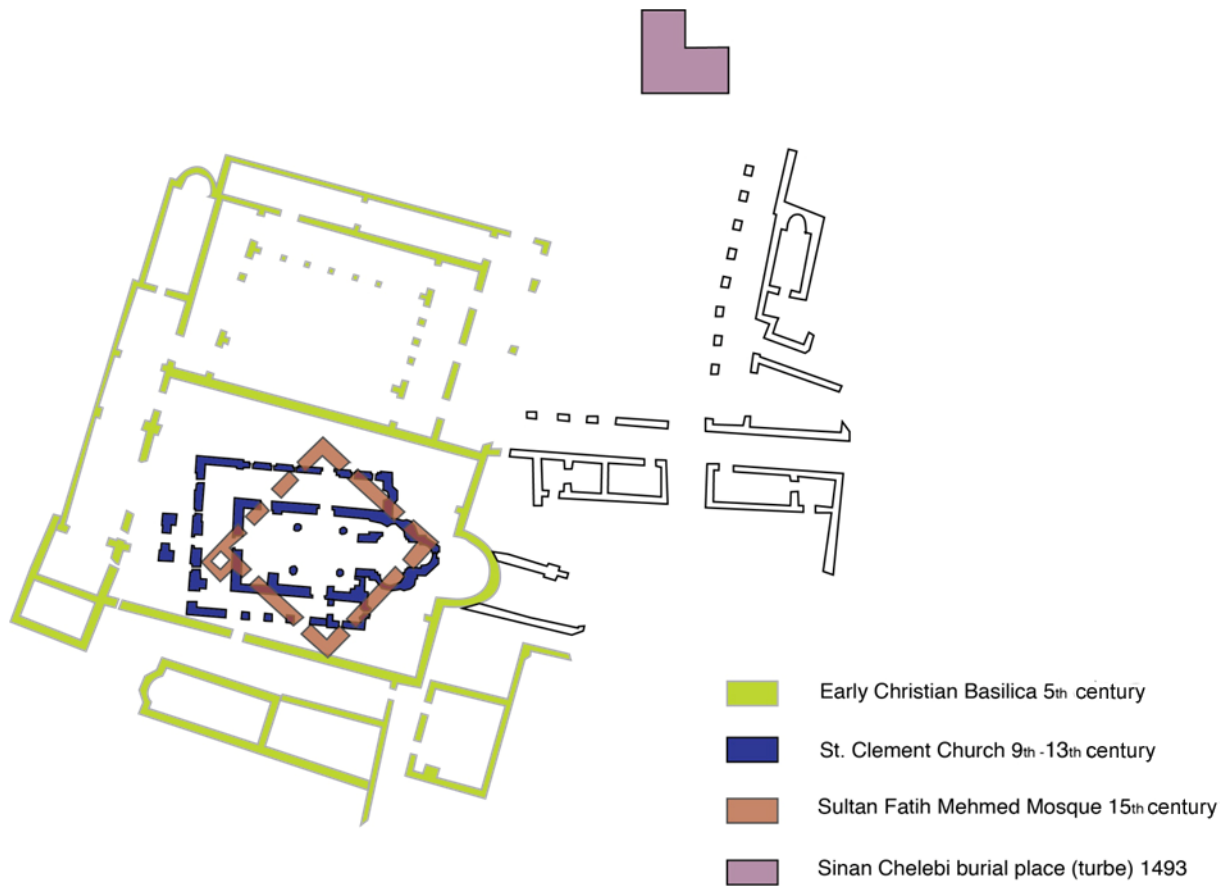 Early Christian Basilica 5th century
St. Clement Church 9th -13th century
Sultan Fatih Mehmed Mosque 15th century
Sinan Chelebi burial place (turbe) 1493